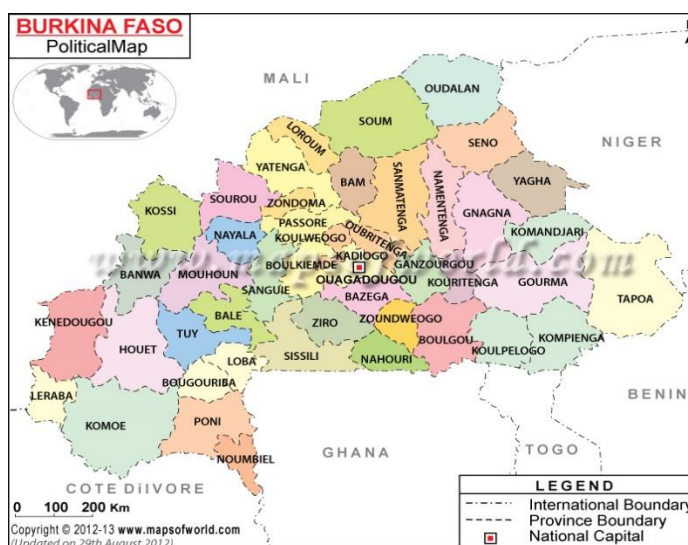 BURKINA FASO
PoliticalMap
MALI
OUDALAN
SOUM
NIGER
LOROUM
SENO
YATENGA
BAM
SANMATENGA
NAMENTENGA
YAGHA
SOUROU
KOSSI
ZONDOMA
GNAGNA
PASSORE
OUBRITENGA
KOMANDJARI
NAYALA
KOULWEOGO
KADIOGO
BANWA
MOUHOUN
BOULKIEMDE
GANZOURGOU
OUAGADOUGOU
KOURITENGA
GOURMA
SANGUIE
BAZEGA
TAPOA
KENEDOUGOU
BALE
TUY
ZIRO
ZOUNDWEOGO
HOUET
BOULGOU
KOMPIENGA
LOBA
SISSILI
NAHOURI
KOULPELOGO
BOUGOURIBA
LERABA
BENIN
KOMOE
PONI
GHANA
TOGO
NOUMBIEL
COTE DiIVORE
0 100 200 Km
LEGEND
International Boundary
Province Boundary
National Capital
Copyright © 2012-13 www.mapsofworld.com
(Updated on 29th August 2012)